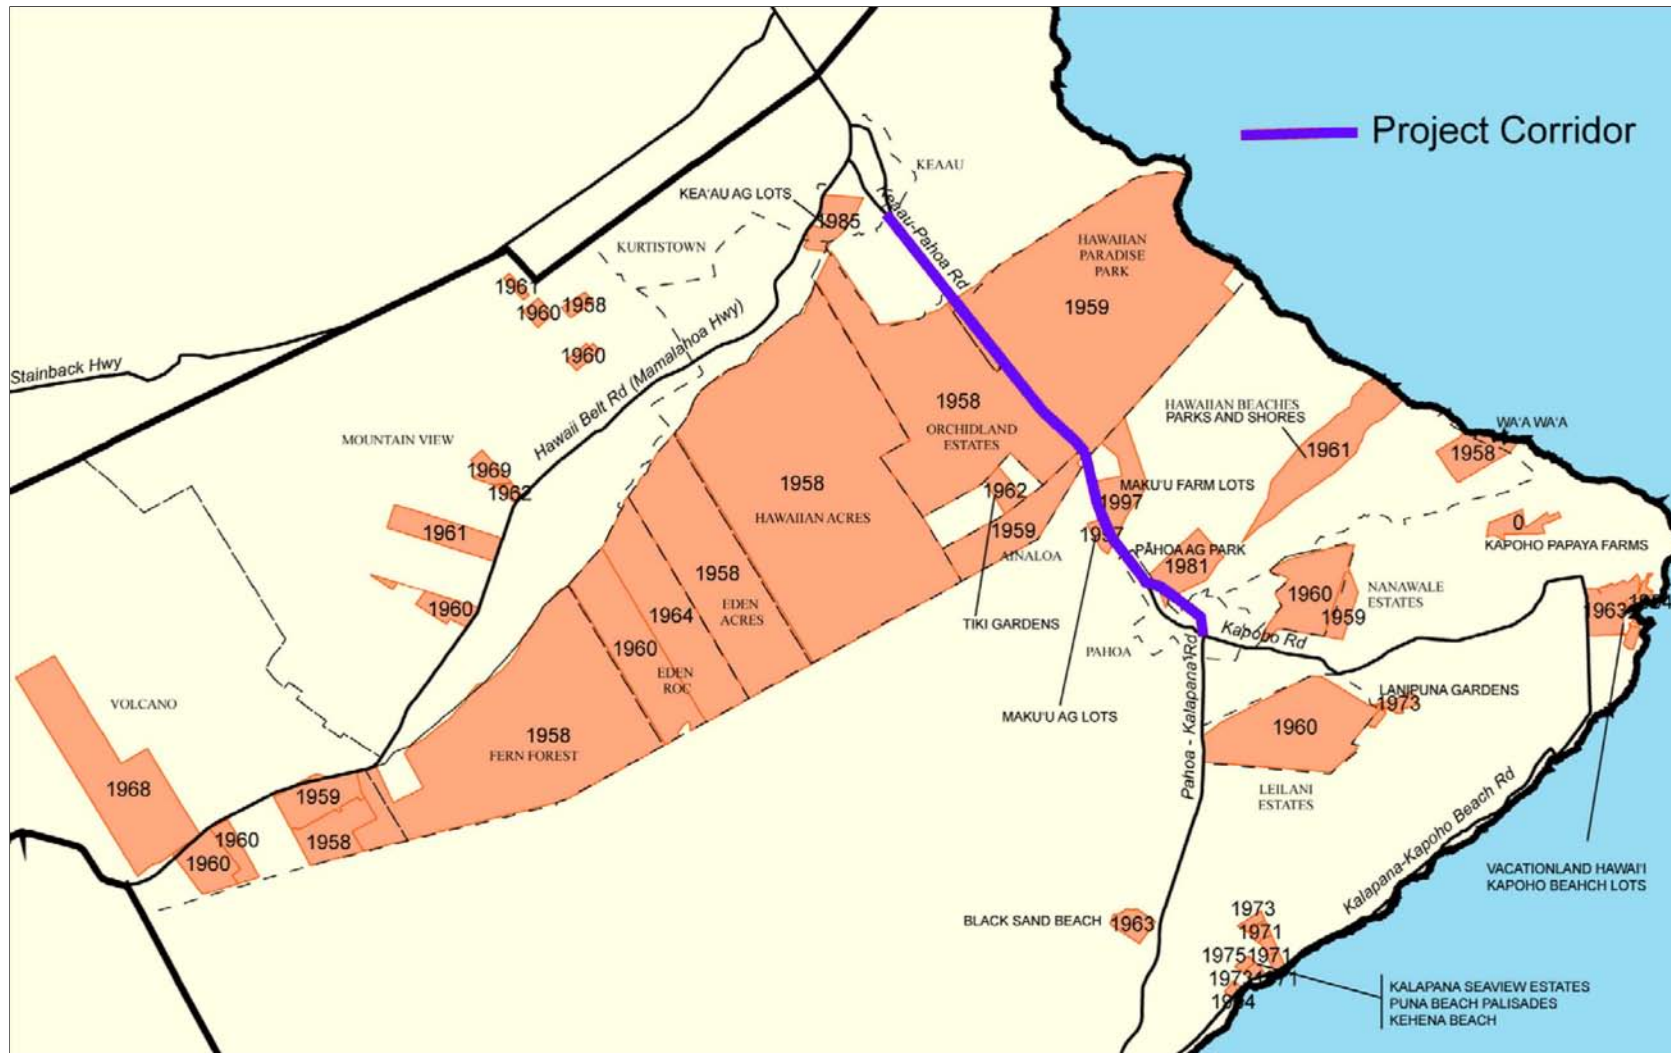 Project Corridor
KEAAU
KEA'AU AG LOTS
1985
Keaau-Pahoa Rd
KURTISTOWN
HAWAIIAN
PARADISE
PARK
1959
1961
1960
1958
1960
Stainback Hwy
Hawaii Belt Rd (Mamalahoa Hwy)
MOUNTAIN VIEW
1969
1962
1961
1960
1958
ORCHIDLAND
ESTATES
HAWAIIAN BEACHES
PARKS AND SHORES
1961
WA'A WA'A
1958
1958
HAWAIIAN ACRES
1962
1959
AINALOA
MAKU'U FARM LOTS
1997
PĀHOA AG PARK
1981
0
KAPOHO PAPAYA FARMS
1958
EDEN
ACRES
1964
1960
EDEN
ROC
TIKI GARDENS
MAKU'U AG LOTS
PAHOA
Kapoho Rd
1960
1959
NANAWALE
ESTATES
1963
Pahoa - Kalapana Rd
LANIPUNA GARDENS
1973
1960
LEILANI
ESTATES
VOLCANO
1968
1958
FERN FOREST
1959
1958
1960
1960
Kalapana-Kapoho Beach Rd
VACATIONLAND HAWAI'I
KAPOHO BEAHCH LOTS
BLACK SAND BEACH
1963
1973
1971
1975
1971
1973
KALAPANA SEAVIEW ESTATES
PUNA BEACH PALISADES
KEHENA BEACH